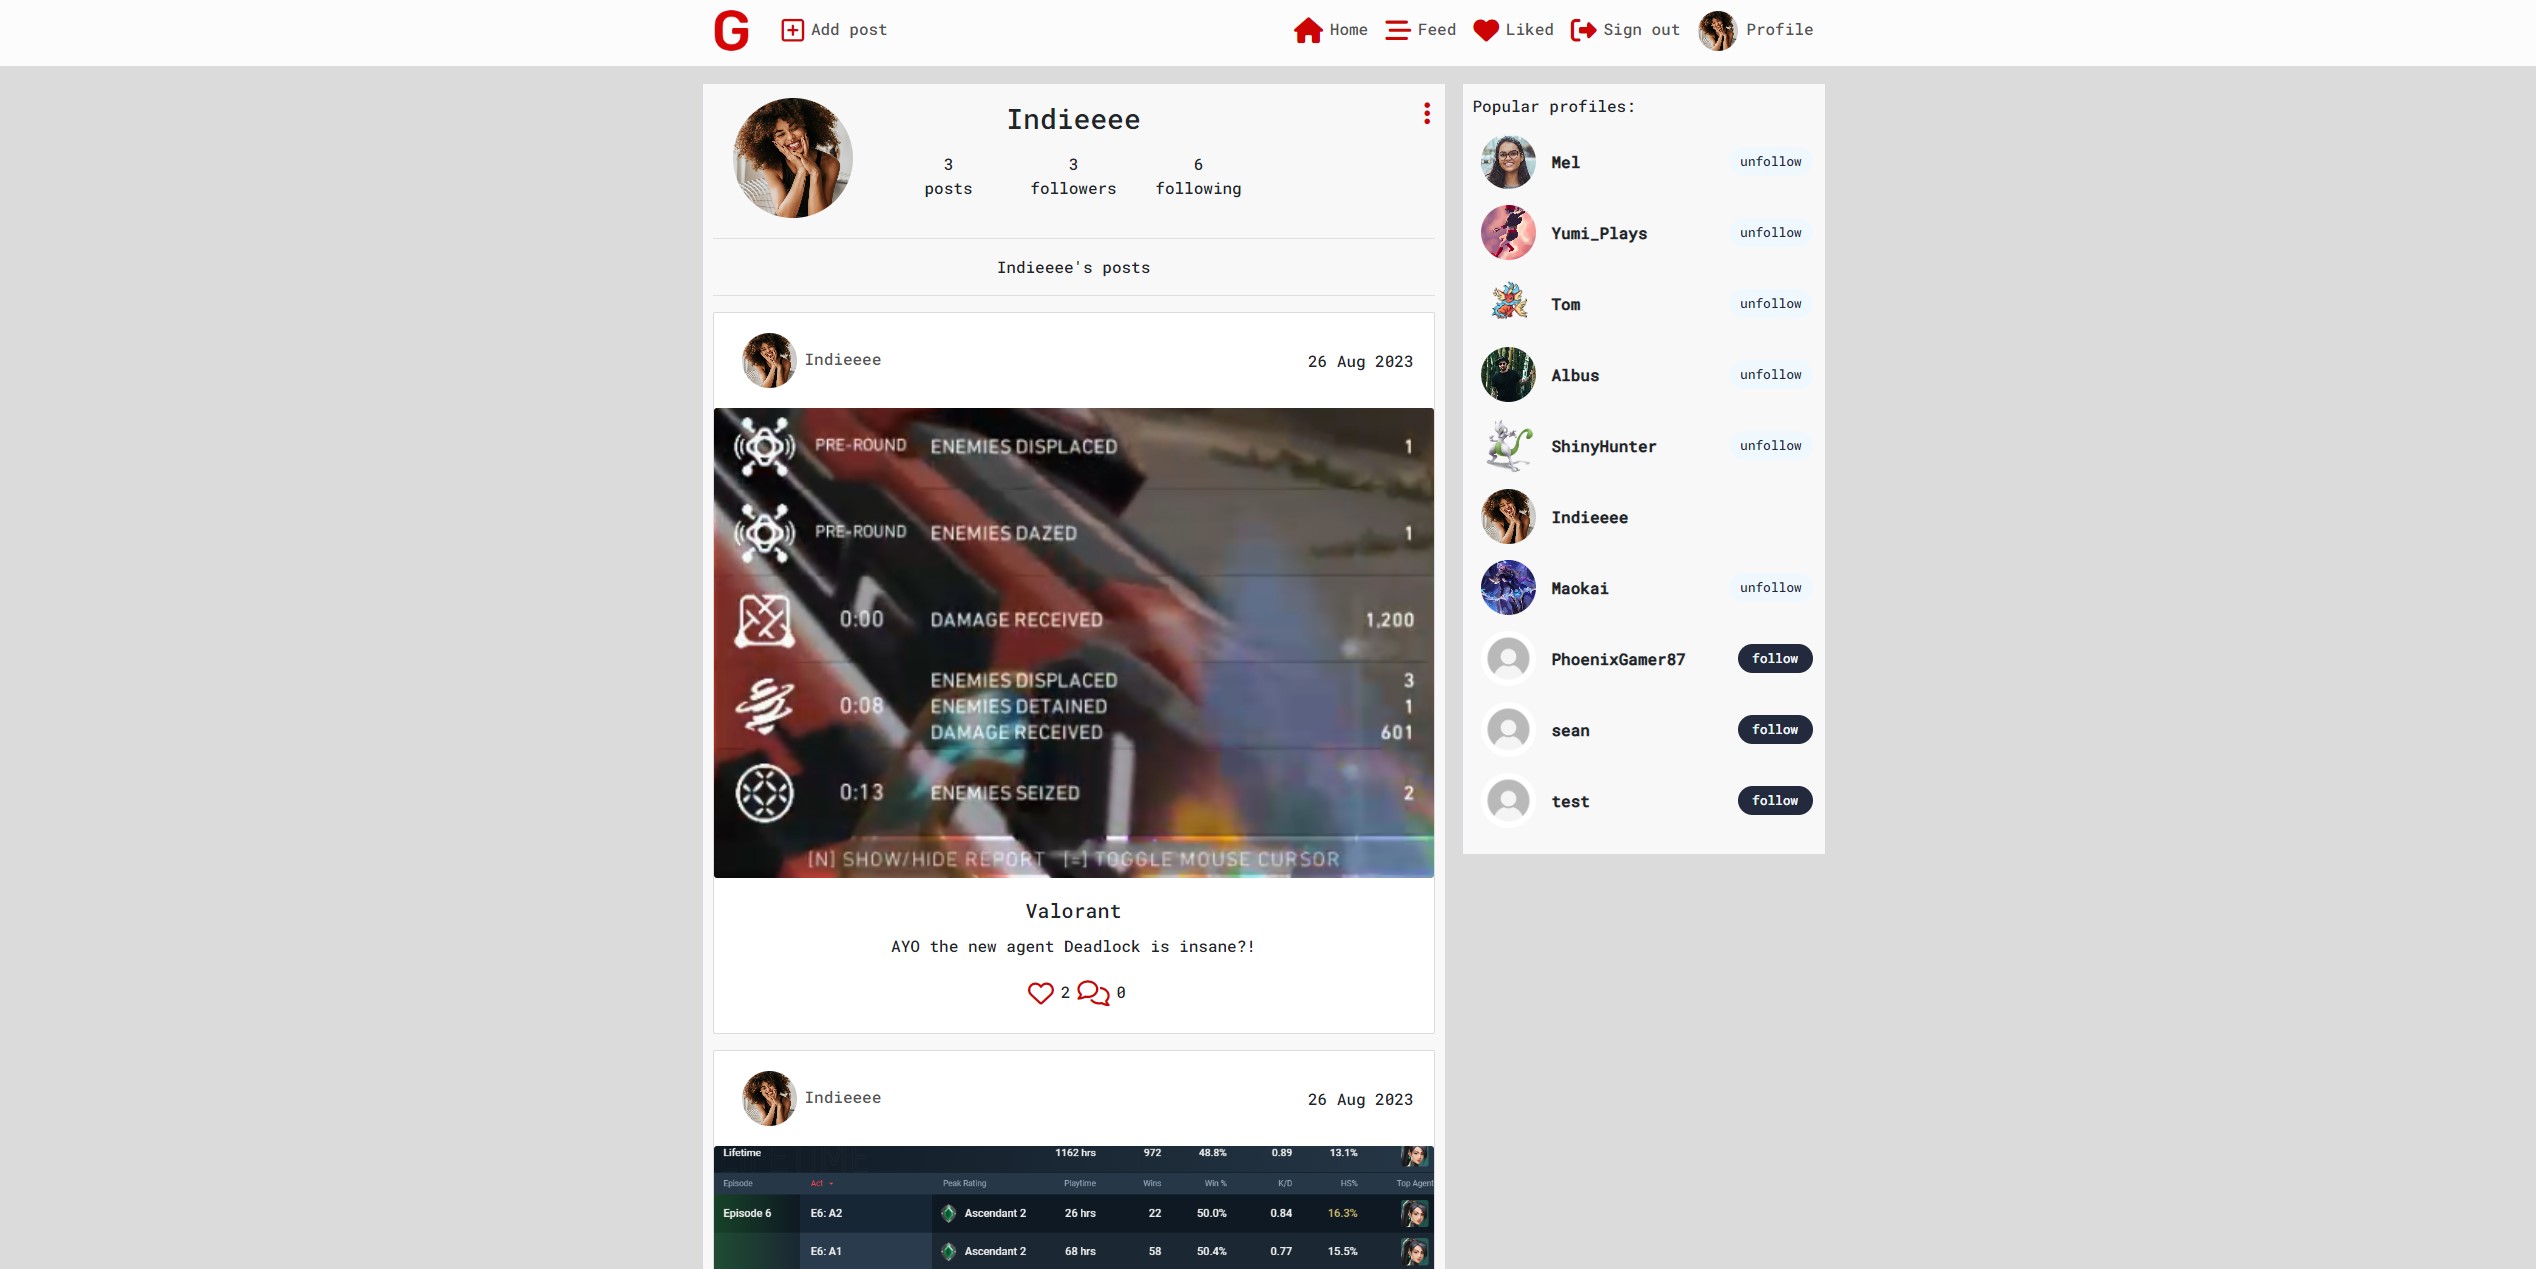 G Add post Home Feed Liked Sign out Profile
Indieeee
3 3 6
posts followers following
Indieeee's posts
Indieeee 26 Aug 2023
PRE-ROUND ENEMIES DISPLACED 1
PRE-ROUND ENEMIES DAZED 1
0:00 DAMAGE RECEIVED 1,200
ENEMIES DISPLACED 3
0:08 ENEMIES DETAINED 1
DAMAGE RECEIVED 601
0:13 ENEMIES SEIZED 2
[N] SHOW/HIDE REPORT [=] TOGGLE MOUSE CURSOR
Valorant
AYO the new agent Deadlock is insane?!
2 0
Indieeee 26 Aug 2023
Lifetime 1162 hrs 972 48.8% 0.89 13.1%
Episode Act Peak Rating Playtime Wins Win % K/D HS% Top Agent
Episode 6 E6: A2 Ascendant 2 26 hrs 22 50.0% 0.84 16.3%
E6: A1 Ascendant 2 68 hrs 58 50.4% 0.77 15.5%
Popular profiles:
Mel unfollow
Yumi_Plays unfollow
Tom unfollow
Albus unfollow
ShinyHunter unfollow
Indieeee
Maokai unfollow
PhoenixGamer87 follow
sean follow
test follow